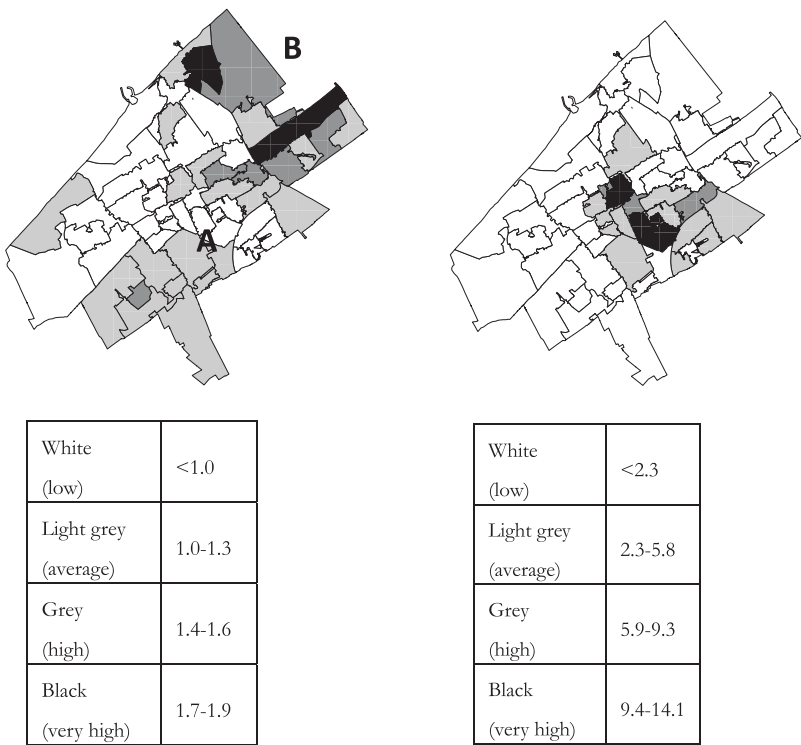 B
A
White
(low)
<1.0
Light grey
(average)
1.0-1.3
Grey
(high)
1.4-1.6
Black
(very high)
1.7-1.9
White
(low)
<2.3
Light grey
(average)
2.3-5.8
Grey
(high)
5.9-9.3
Black
(very high)
9.4-14.1